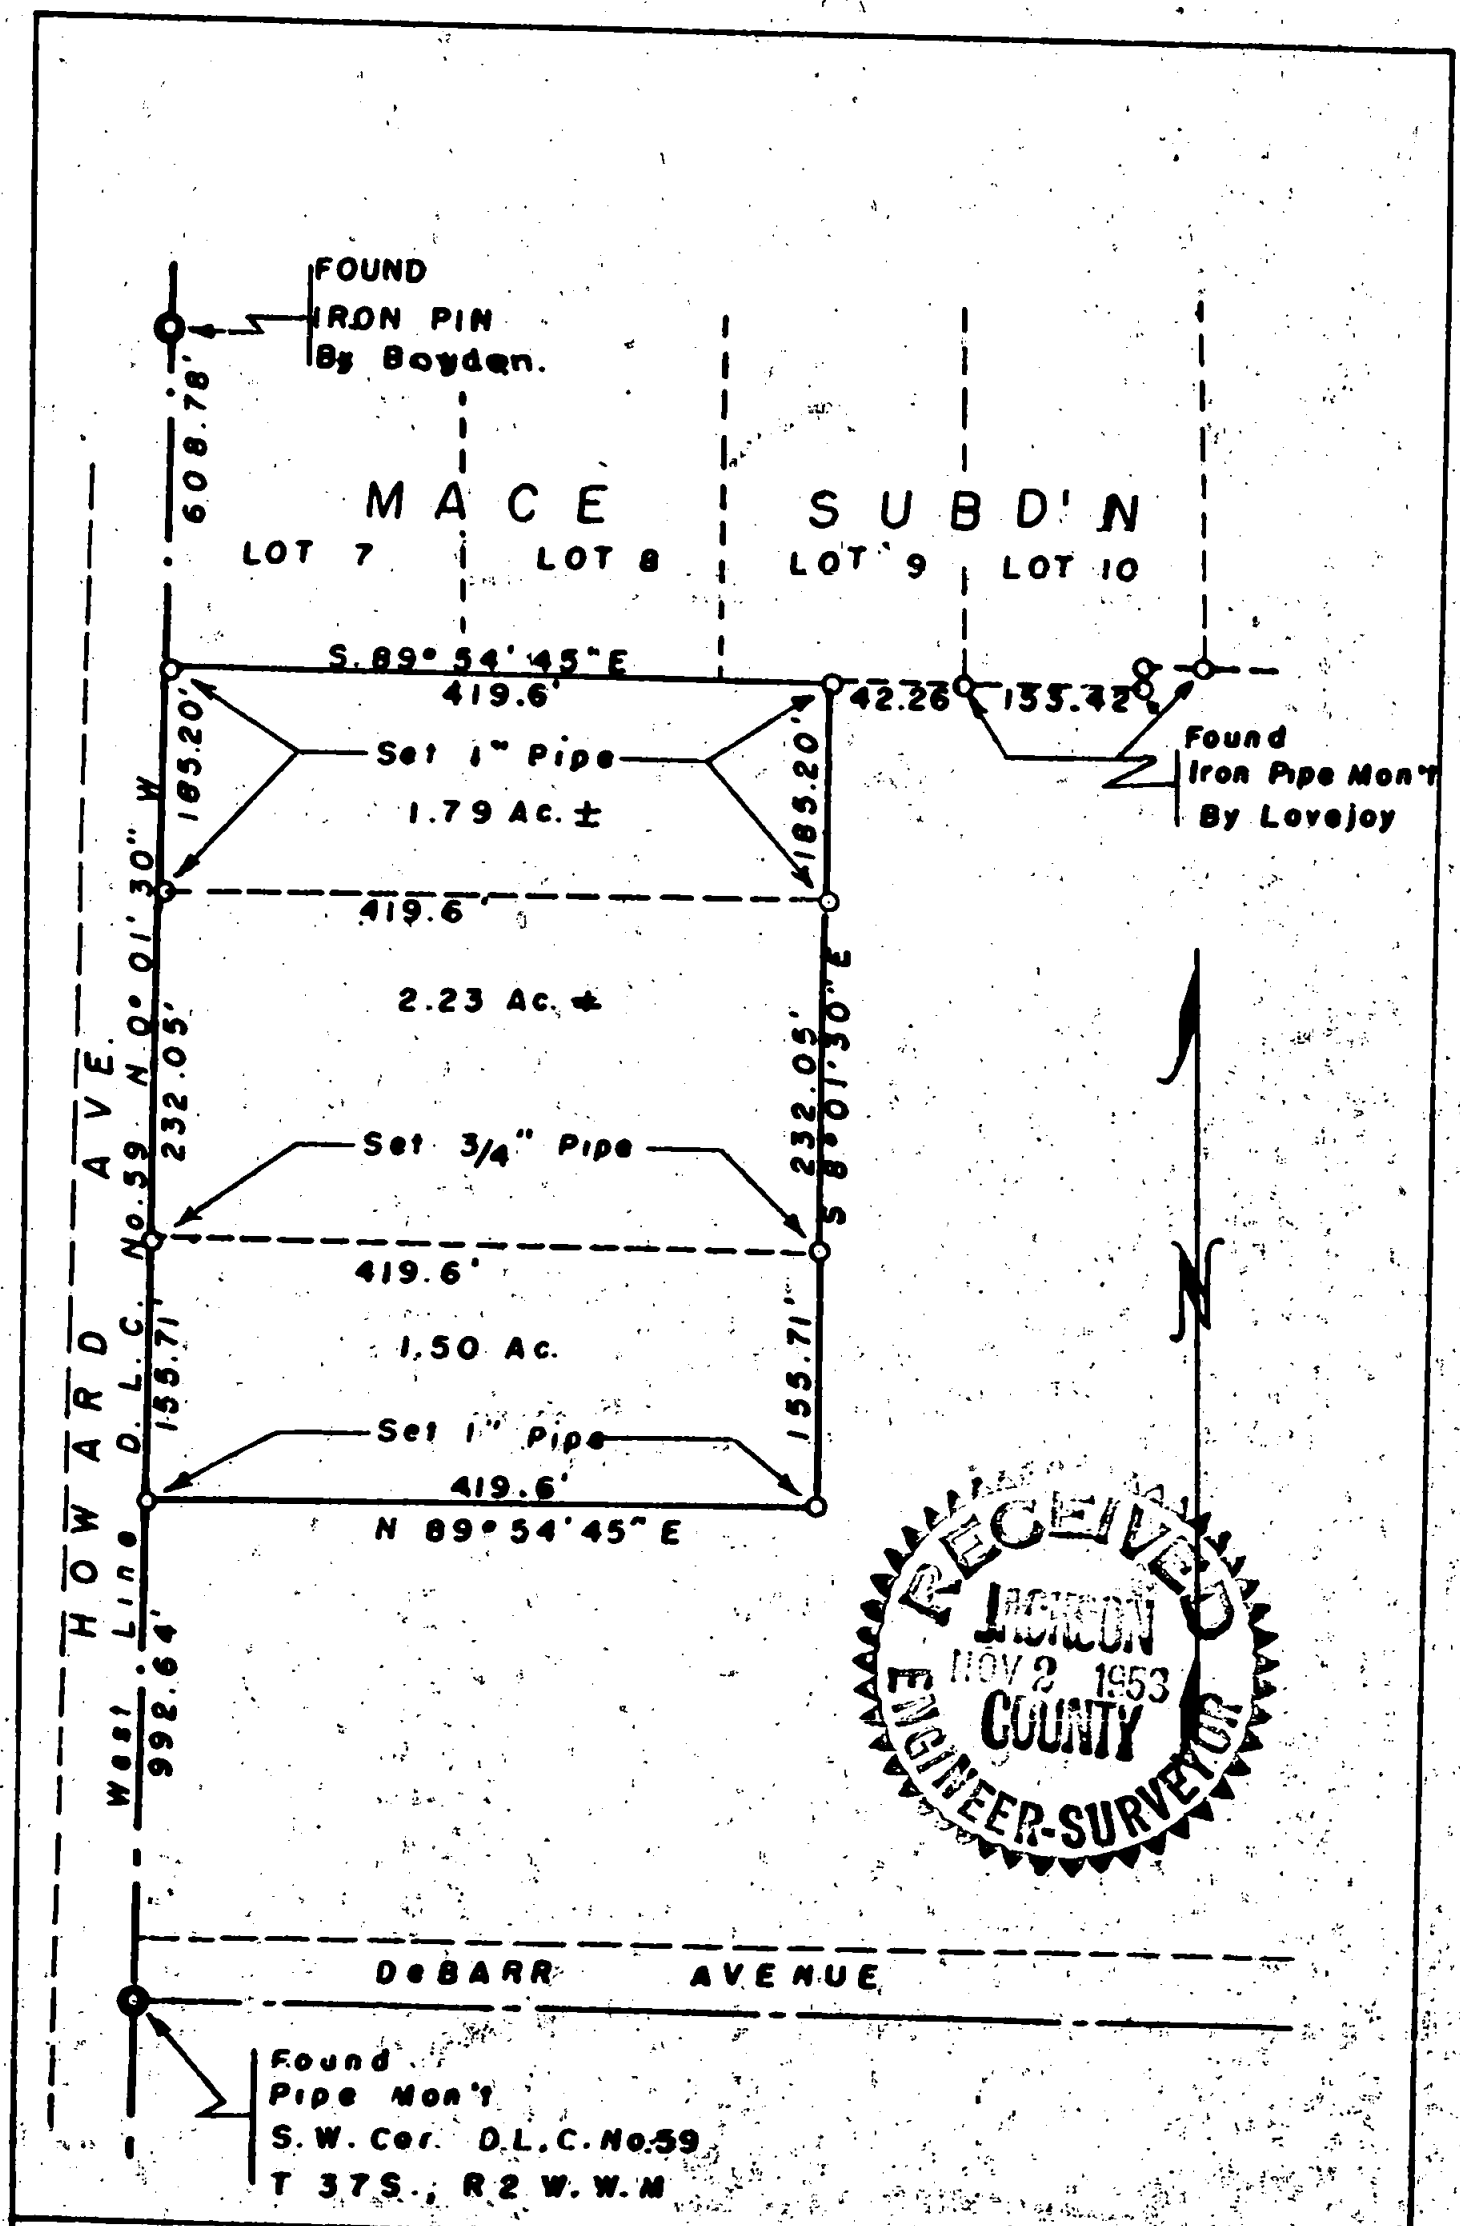 FOUND
IRON PIN
By Boyden.
608.78'
MACE SUBD'N
LOT 7
LOT 8
LOT 9
LOT 10
S. 89° 54' 45" E
419.6'
42.26
155.42
185.20'
Set 1" Pipe
185.20'
Found
Iron Pipe Mon't
By Lovejoy
1.79 Ac. ±
419.6'
2.23 Ac. ±
232.05'
232.05'
S 8° 01' 30" E
Set 3/4" Pipe
419.6'
155.71'
1.50 Ac.
155.71'
Set 1" Pipe
419.6'
N 89° 54' 45" E
HOWARD AVE.
West Line D. L. C. No. 59 N. 0° 01' 30" W
992.64'
N
RECEIVED
JACKSON
NOV 2 1953
COUNTY
ENGINEER-SURVEYOR
DeBARR AVENUE
Found
Pipe Mon't
S. W. Cor. D.L.C. No.59
T 37S., R 2 W. W. M